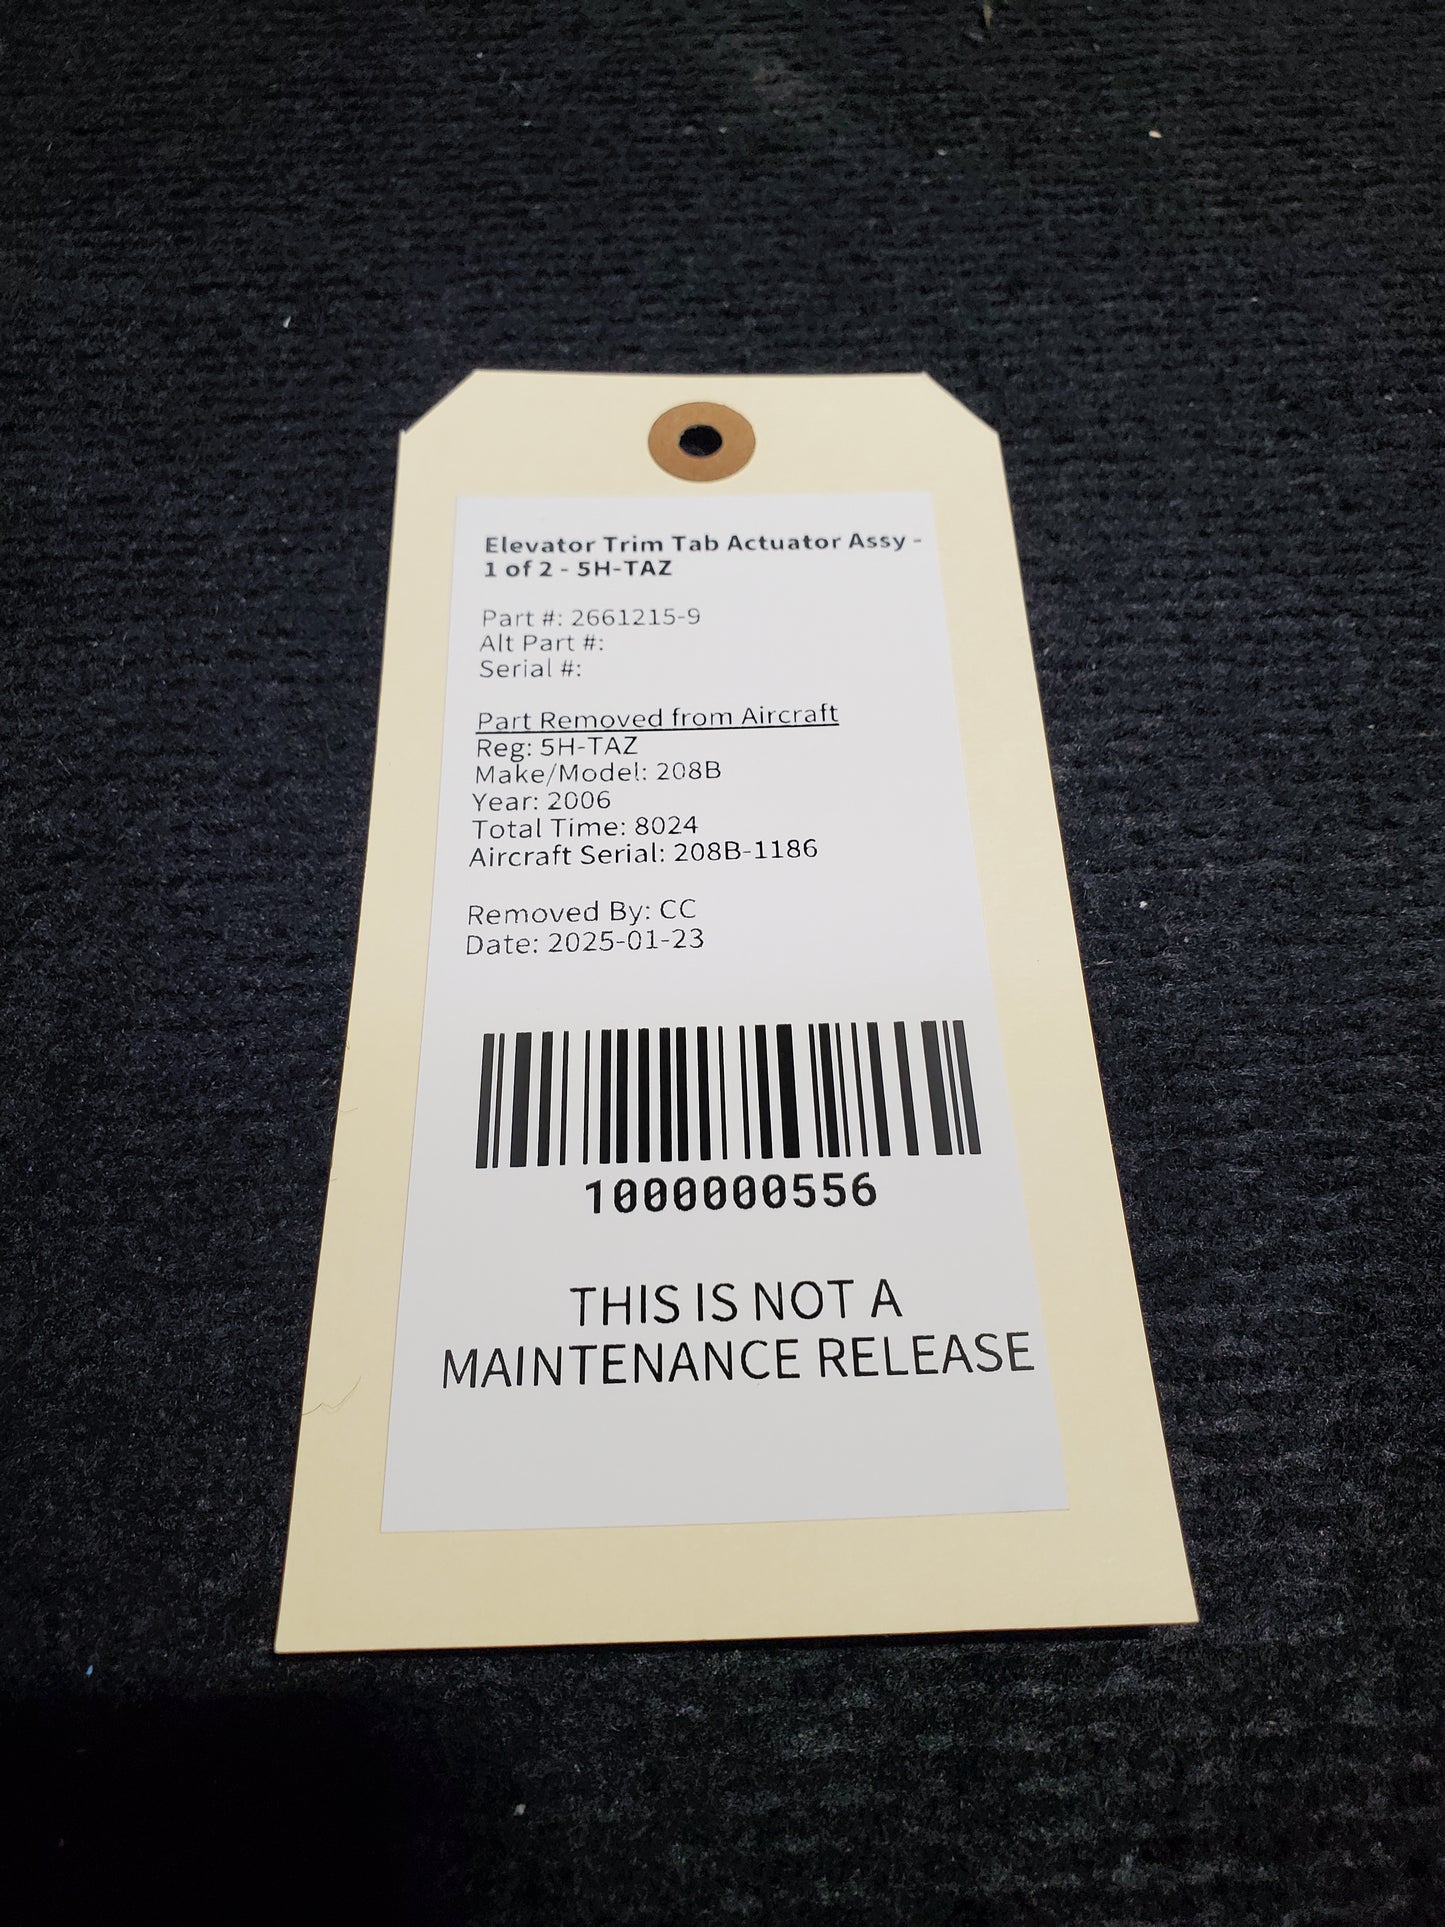 Elevator Trim Tab Actuator Assy -
1 of 2 - 5H-TAZ
Part #: 2661215-9
Alt Part #:
Serial #:
Part Removed from Aircraft
Reg: 5H-TAZ
Make/Model: 208B
Year: 2006
Total Time: 8024
Aircraft Serial: 208B-1186
Removed By: CC
Date: 2025-01-23
1000000556
THIS IS NOT A
MAINTENANCE RELEASE